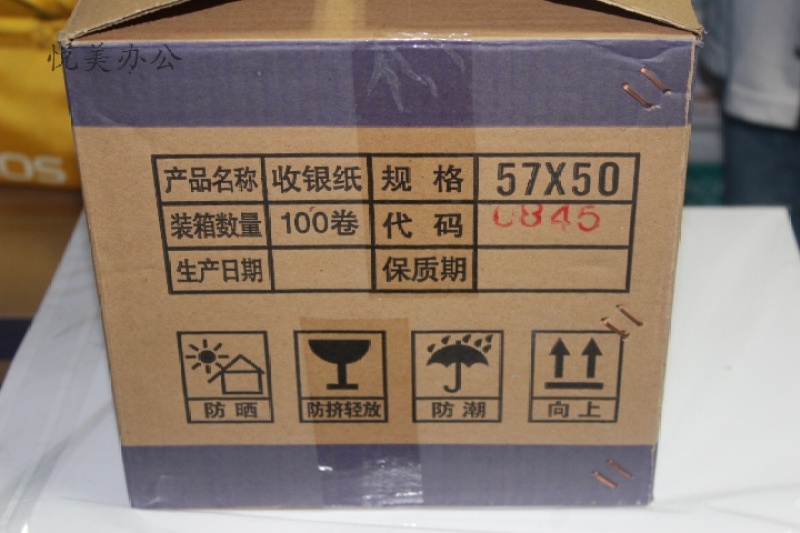 悦美办公
OS
产品名称 收银纸 规格 57X50
装箱数量 100卷 代码 0845
生产日期 保质期
防晒 防挤轻放 防潮 向上